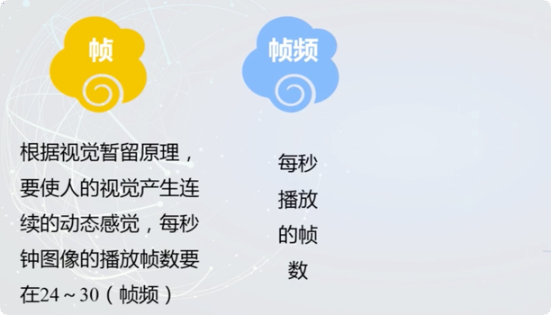 帧
帧频
根据视觉暂留原理，
要使人的视觉产生连
续的动态感觉，每秒
钟图像的播放帧数要
在24～30（帧频）
每秒
播放
的帧
数